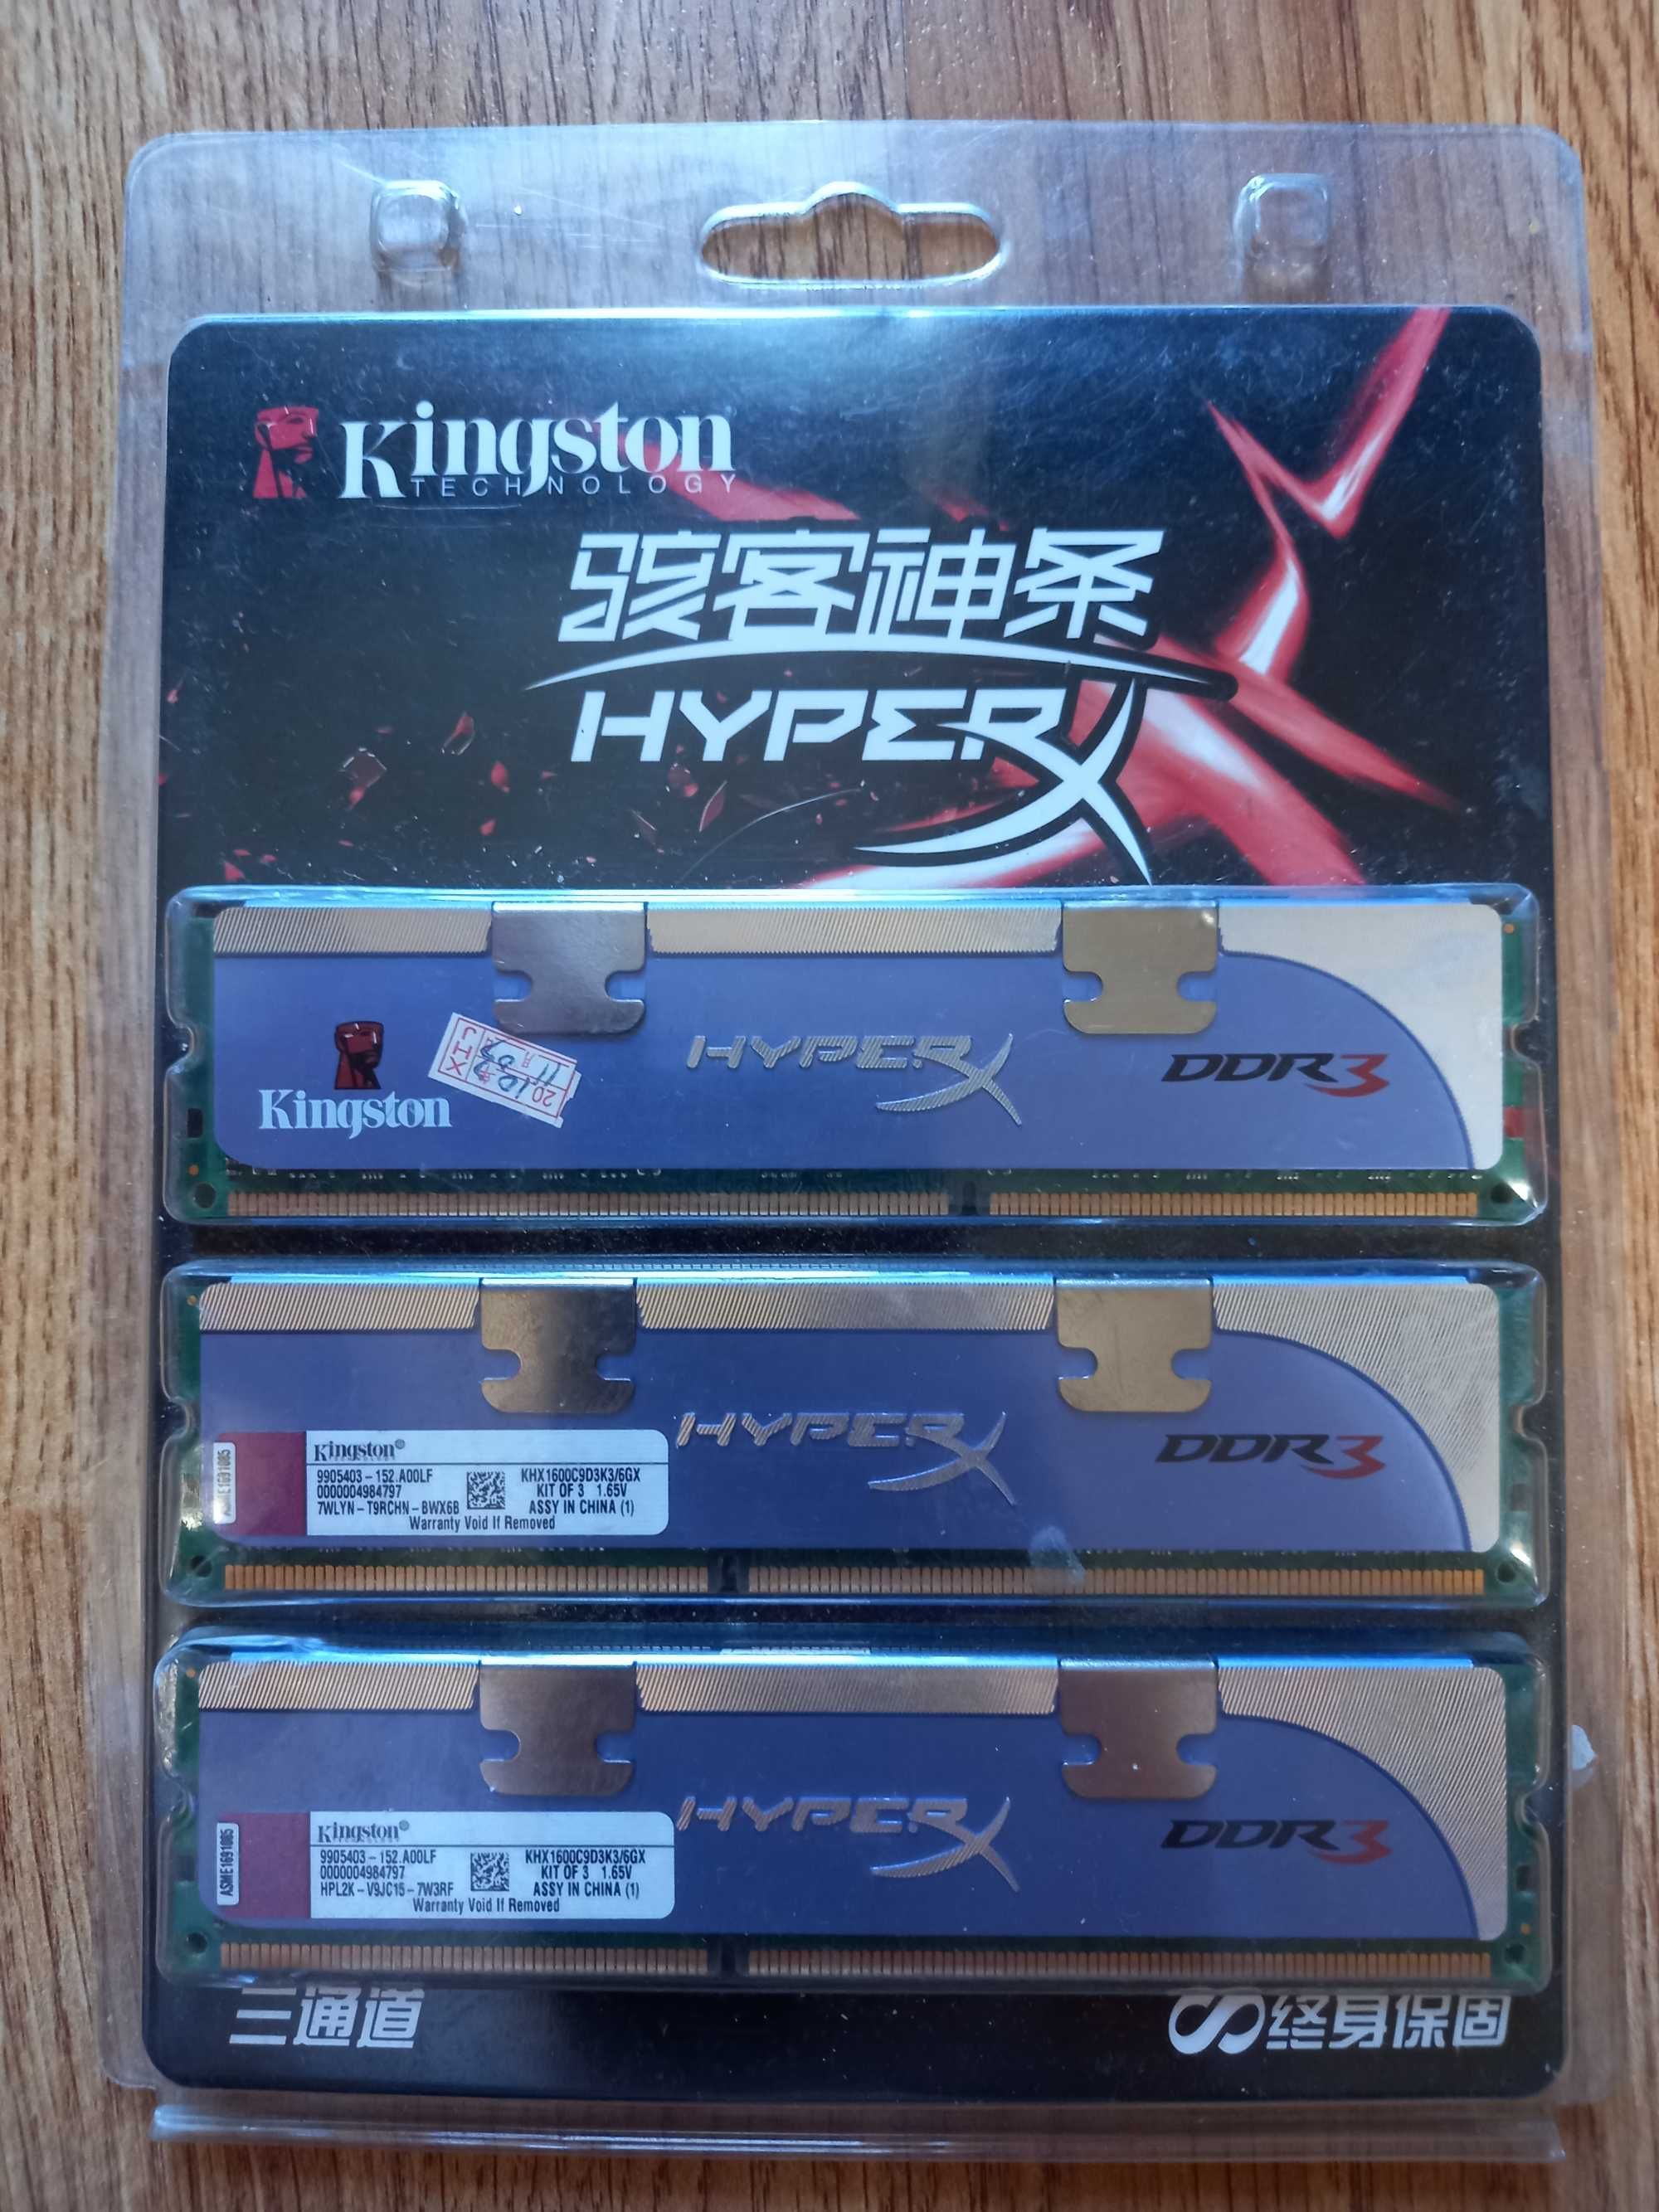 Kingston
TECHNOLOGY
骇客神条
HYPERX
Kingston
HYPERX
DDR3
Kingston
9905403-152.A00LF
0000004984797
7WLYN-T9RCHN-BWX6B
KHX1600C9D3K3/6GX
KIT OF 3 1.65V
ASSY IN CHINA (1)
Warranty Void If Removed
HYPERX
DDR3
ASME1691085
Kingston
9905403-152.A00LF
0000004984797
HPL2K-V9JC15-7W3RF
KHX1600C9D3K3/6GX
KIT OF 3 1.65V
ASSY IN CHINA (1)
Warranty Void If Removed
HYPERX
DDR3
三通道
终身保固